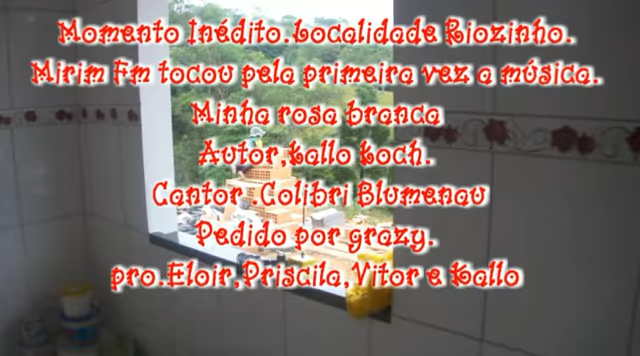 Momento Inédito.Localidade Riozinho.
Mirim Fm tocou pela primeira vez a música.
Minha rosa branca
Autor,Kallo Koch.
Cantor .Colibri Blumenau
Pedido por grazy.
pro.Eloir,Priscila,Vitor e Kallo